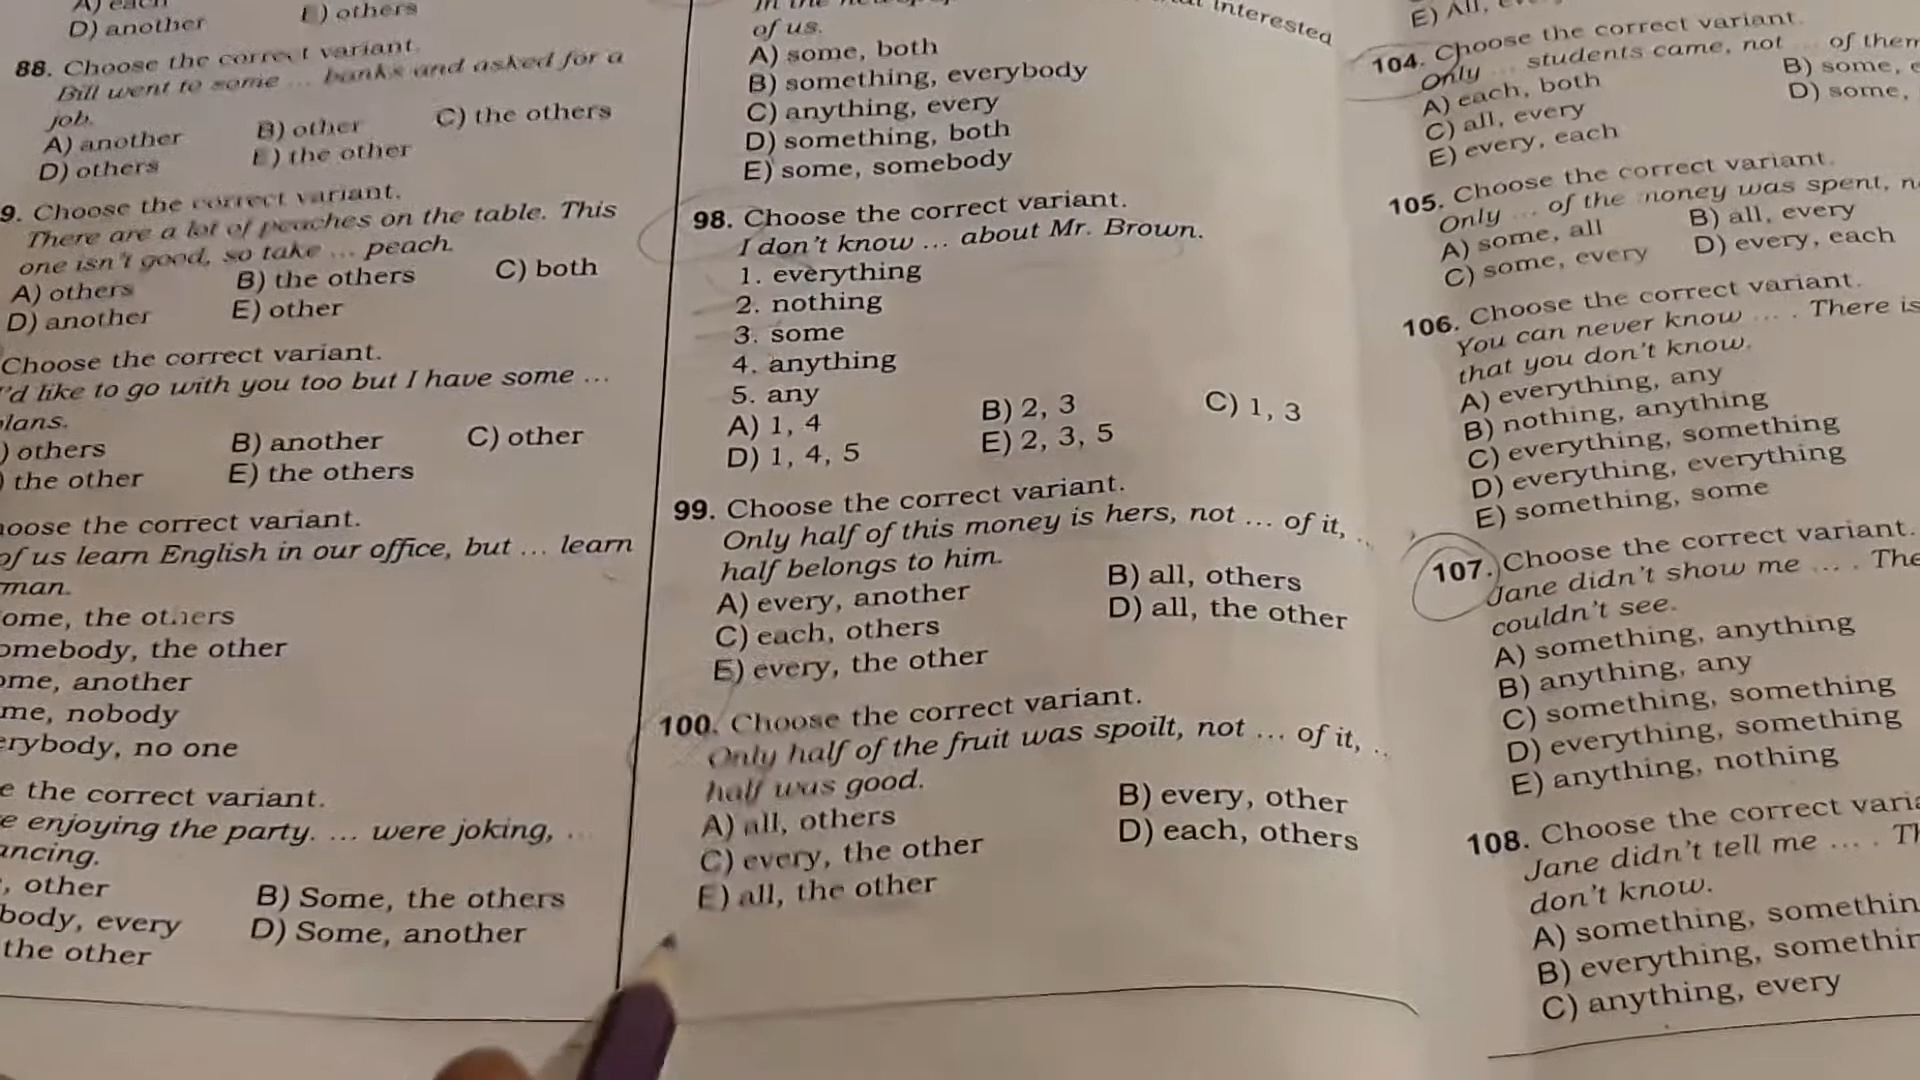 A) each
D) another E) others
88. Choose the correct variant.
Bill went to some ... banks and asked for a
job.
A) another B) other C) the others
D) others E) the other
9. Choose the correct variant.
There are a lot of peaches on the table. This
one isn't good, so take ... peach.
A) others B) the others C) both
D) another E) other
Choose the correct variant.
I'd like to go with you too but I have some ...
plans.
) others B) another C) other
) the other E) the others
hoose the correct variant.
of us learn English in our office, but ... learn
man.
ome, the others
omebody, the other
ome, another
me, nobody
erybody, no one
e the correct variant.
e enjoying the party. ... were joking, ...
ancing.
, other B) Some, the others
body, every D) Some, another
the other
of us.
A) some, both
B) something, everybody
C) anything, every
D) something, both
E) some, somebody
98. Choose the correct variant.
I don't know ... about Mr. Brown.
1. everything
2. nothing
3. some
4. anything
5. any
A) 1, 4 B) 2, 3 C) 1, 3
D) 1, 4, 5 E) 2, 3, 5
99. Choose the correct variant.
Only half of this money is hers, not ... of it, ..
half belongs to him.
A) every, another B) all, others
C) each, others D) all, the other
E) every, the other
100. Choose the correct variant.
Only half of the fruit was spoilt, not ... of it, ..
half was good.
A) all, others B) every, other
C) every, the other D) each, others
E) all, the other
interested
E) All,
104. Choose the correct variant.
Only ... students came, not ... of them
A) each, both B) some,
C) all, every D) some,
E) every, each
105. Choose the correct variant.
Only ... of the money was spent,
A) some, all B) all, every
C) some, every D) every, each
106. Choose the correct variant.
You can never know ... . There is
that you don't know.
A) everything, any
B) nothing, anything
C) everything, something
D) everything, everything
E) something, some
107. Choose the correct variant.
Jane didn't show me ... . The
couldn't see.
A) something, anything
B) anything, any
C) something, something
D) everything, something
E) anything, nothing
108. Choose the correct varia
Jane didn't tell me ... . Th
don't know.
A) something, somethin
B) everything, somethin
C) anything, every